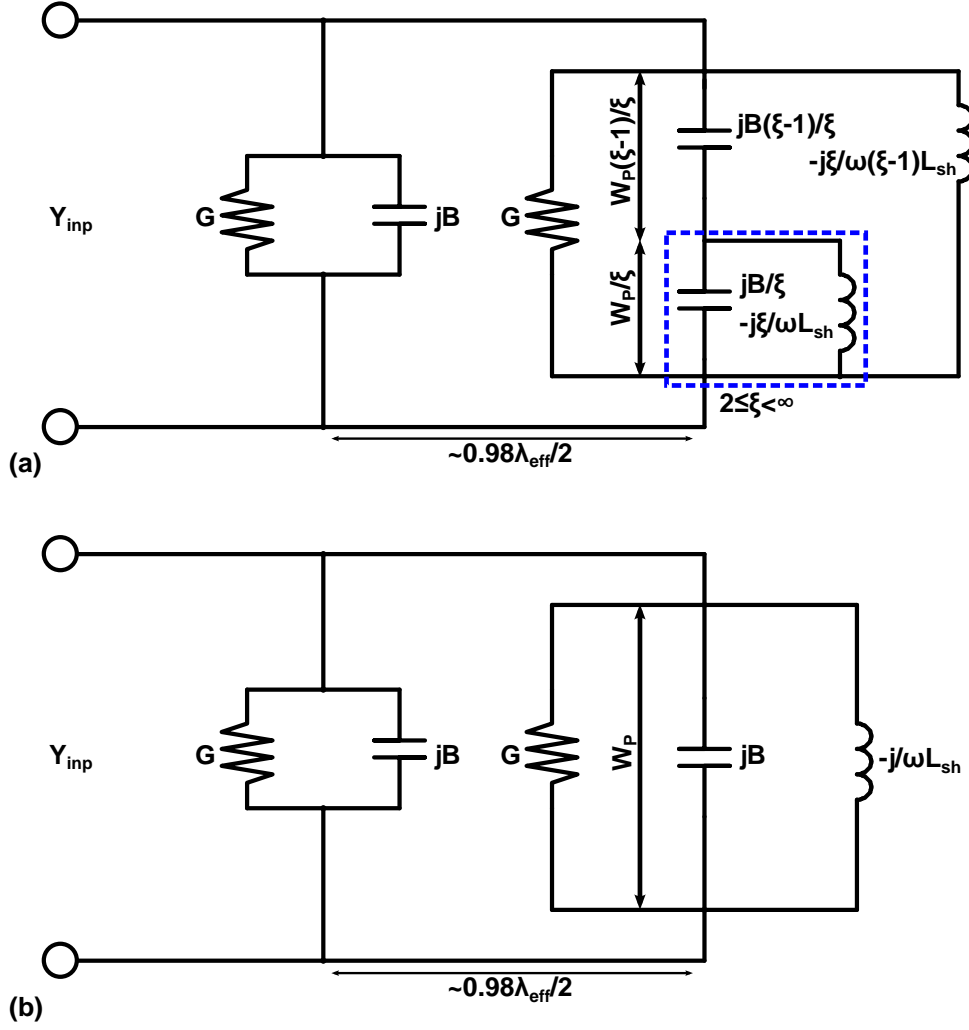 W_P(ξ-1)/ξ
jB(ξ-1)/ξ
-jξ/ω(ξ-1)L_sh
Y_inp
G
jB
G
W_P/ξ
jB/ξ
-jξ/ωL_sh
2≤ξ<∞
~0.98λ_eff/2
(a)
Y_inp
G
jB
G
W_P
jB
-j/ωL_sh
~0.98λ_eff/2
(b)